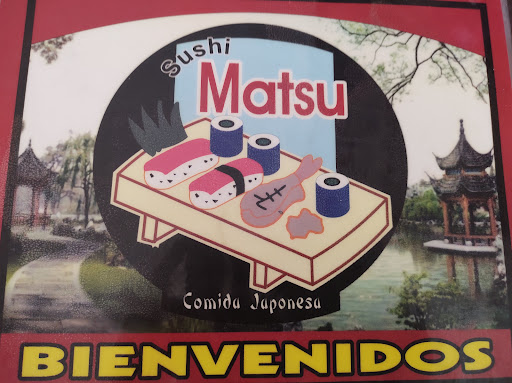 Sushi
Matsu
Comida Japonesa
BIENVENIDOS